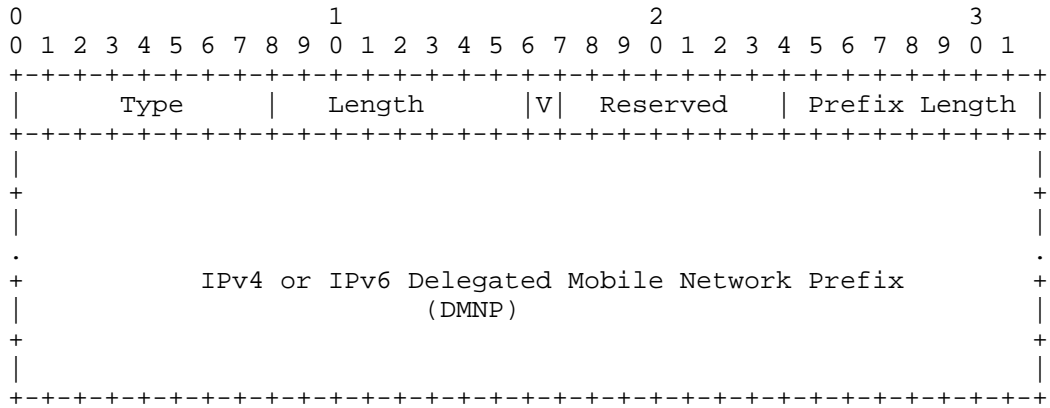 0                   1                   2                   3
0 1 2 3 4 5 6 7 8 9 0 1 2 3 4 5 6 7 8 9 0 1 2 3 4 5 6 7 8 9 0 1
+-+-+-+-+-+-+-+-+-+-+-+-+-+-+-+-+-+-+-+-+-+-+-+-+-+-+-+-+-+-+-+-+
|      Type     |   Length      |V|  Reserved   | Prefix Length |
+-+-+-+-+-+-+-+-+-+-+-+-+-+-+-+-+-+-+-+-+-+-+-+-+-+-+-+-+-+-+-+-+
|                                                               |
+                                                               +
|                                                               |
.                                                               .
+           IPv4 or IPv6 Delegated Mobile Network Prefix        +
|                         (DMNP)                                |
+                                                               +
|                                                               |
+-+-+-+-+-+-+-+-+-+-+-+-+-+-+-+-+-+-+-+-+-+-+-+-+-+-+-+-+-+-+-+-+